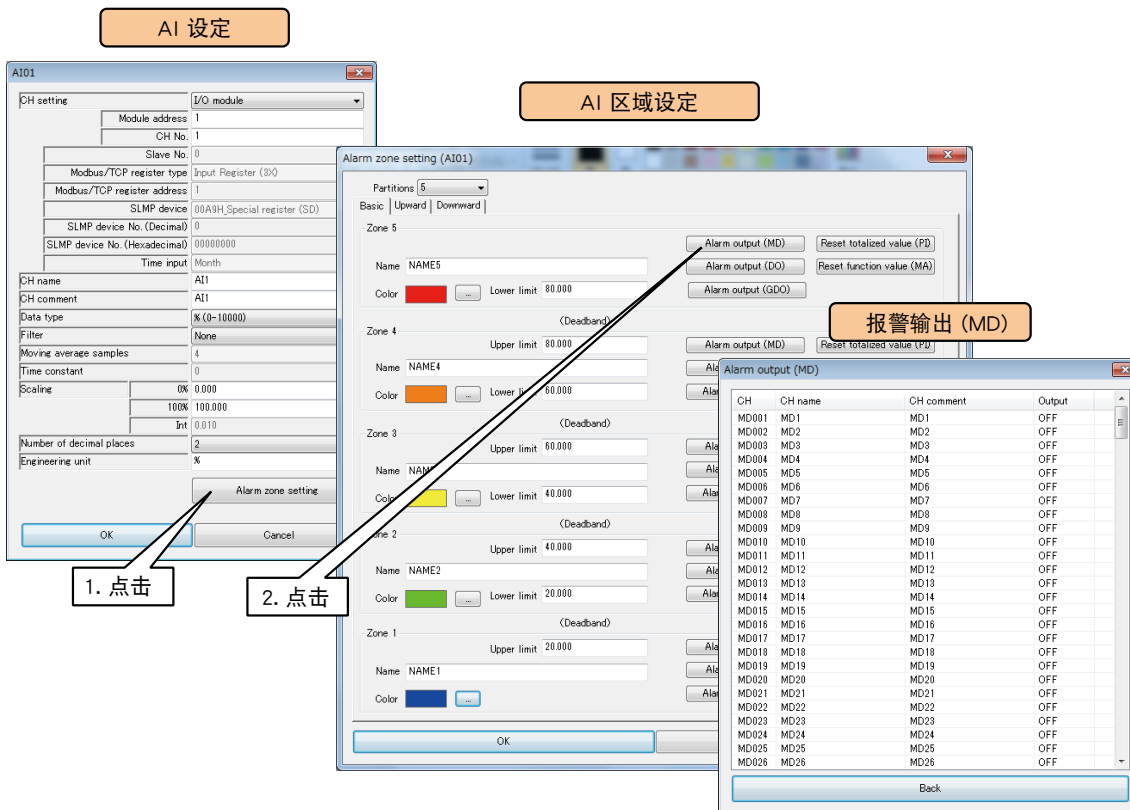 AI 设定
AI01
CH setting I/O module
Module address 1
CH No. 1
Slave No. 0
Modbus/TCP register type Input Register (3X)
Modbus/TCP register address 1
SLMP device 00A9H_Special register (SD)
SLMP device No. (Decimal) 0
SLMP device No. (Hexadecimal) 00000000
Time input Month
CH name AI1
CH comment AI1
Data type % (0-10000)
Filter None
Moving average samples 4
Time constant 0
Scaling 0% 0.000
100% 100.000
Int 0.010
Number of decimal places 2
Engineering unit %
Alarm zone setting
OK Cancel
1. 点击
AI 区域设定
Alarm zone setting (AI01)
Partitions 5
Basic Upward Downward
Zone 5
Alarm output (MD) Reset totalized value (PI)
Name NAME5 Alarm output (DO) Reset function value (MA)
Color ... Lower limit 80.000 Alarm output (GDO)
(Deadband)
Zone 4
Upper limit 80.000 Alarm output (MD) Reset totalized value (PI)
Name NAME4 Ala
Color ... Lower limit 60.000 Ala
(Deadband)
Zone 3
Upper limit 60.000 Ala
Name Ala
Color ... Lower limit 40.000 Ala
(Deadband)
Zone 2
Upper limit 40.000 Ala
Name NAME2 Ala
Color ... Lower limit 20.000 Ala
(Deadband)
Zone 1
Upper limit 20.000 Ala
Name NAME1 Ala
Color ... Ala
OK
2. 点击
报警输出 (MD)
Alarm output (MD)
CH CH name CH comment Output
MD001 MD1 MD1 OFF
MD002 MD2 MD2 OFF
MD003 MD3 MD3 OFF
MD004 MD4 MD4 OFF
MD005 MD5 MD5 OFF
MD006 MD6 MD6 OFF
MD007 MD7 MD7 OFF
MD008 MD8 MD8 OFF
MD009 MD9 MD9 OFF
MD010 MD10 MD10 OFF
MD011 MD11 MD11 OFF
MD012 MD12 MD12 OFF
MD013 MD13 MD13 OFF
MD014 MD14 MD14 OFF
MD015 MD15 MD15 OFF
MD016 MD16 MD16 OFF
MD017 MD17 MD17 OFF
MD018 MD18 MD18 OFF
MD019 MD19 MD19 OFF
MD020 MD20 MD20 OFF
MD021 MD21 MD21 OFF
MD022 MD22 MD22 OFF
MD023 MD23 MD23 OFF
MD024 MD24 MD24 OFF
MD025 MD25 MD25 OFF
MD026 MD26 MD26 OFF
Back